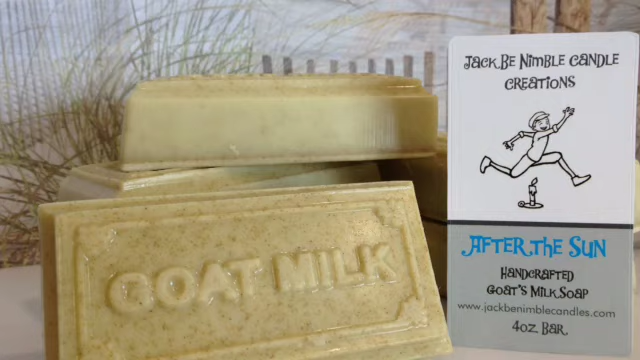 GOAT MILK
JACK BE NIMBLE CANDLE
CREATIONS
AFTER THE SUN
HANDCRAFTED
GOAT'S MILK SOAP
www.jackbenimblecandles.com
4oz. BAR